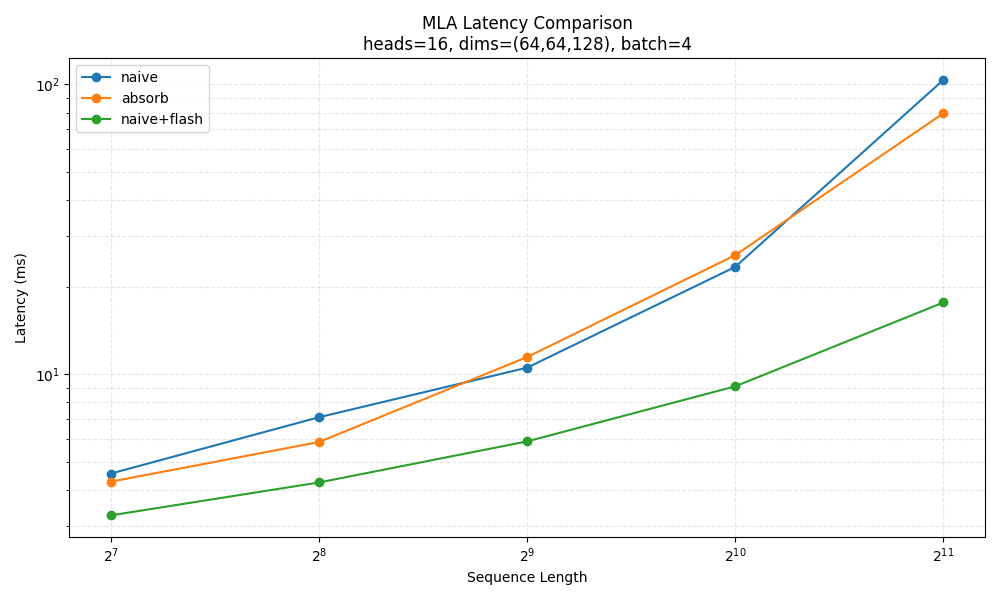 MLA Latency Comparison
heads=16, dims=(64,64,128), batch=4
naive
absorb
naive+flash
10²
10¹
Latency (ms)
2⁷ 2⁸ 2⁹ 2¹⁰ 2¹¹
Sequence Length